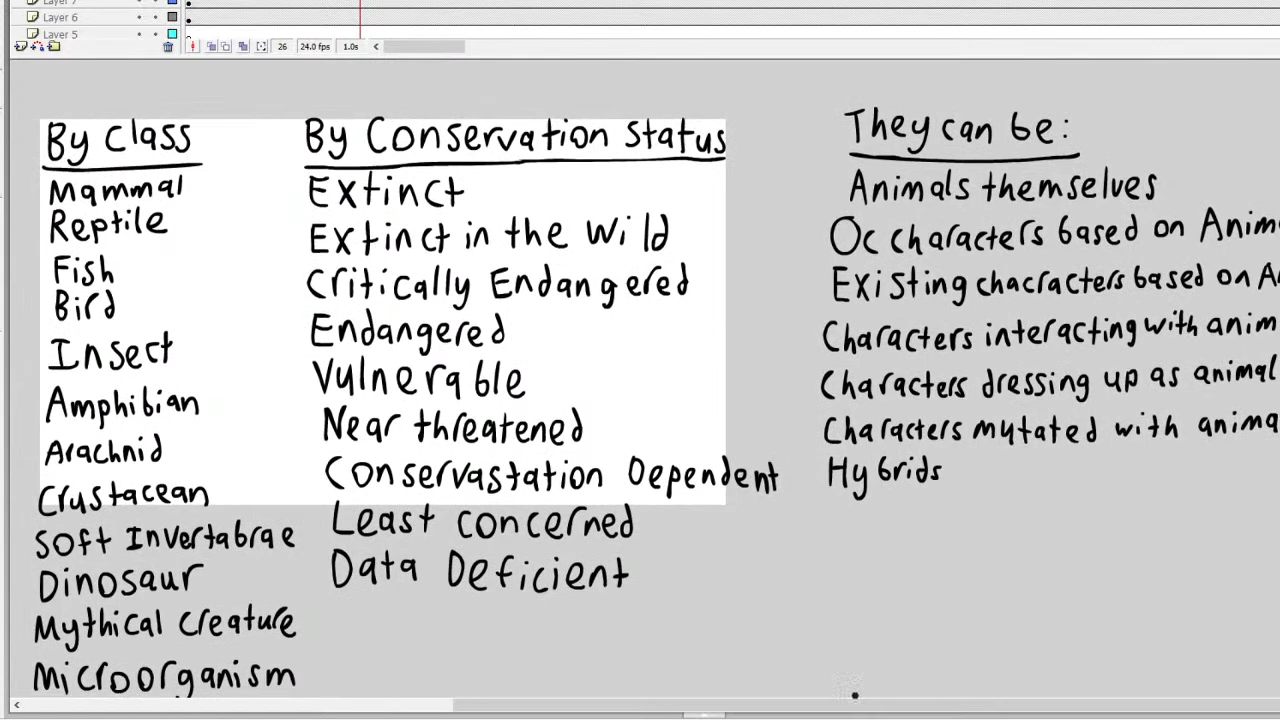 Layer 7
Layer 6
Layer 5
26 24.0 fps 1.0s
By Class
Mammal
Reptile
Fish
Bird
Insect
Amphibian
Arachnid
Crustacean
Soft Invertabrae
Dinosaur
Mythical Creature
Microorganism
By Conservation Status
Extinct
Extinct in the Wild
Critically Endangered
Endangered
Vulnerable
Near threatened
Conservastation Dependent
Least concerned
Data Deficient
They can be:
Animals themselves
Oc characters based on Anim
Existing chacracters based on A
Characters interacting with anim
Characters dressing up as animal
Characters mutated with anima
Hybrids